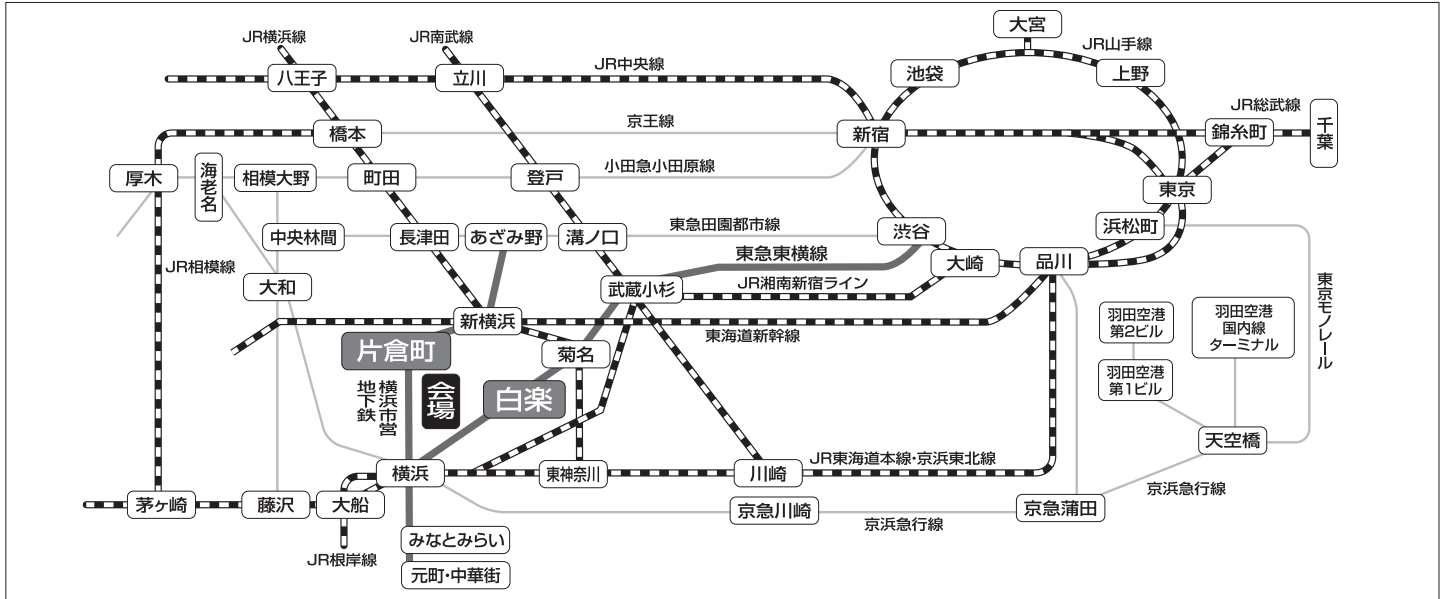 大宮
JR横浜線
JR南武線
JR山手線
JR中央線
八王子
立川
池袋
上野
JR総武線
京王線
橋本
新宿
錦糸町
千葉
小田急小田原線
厚木
海老名
相模大野
町田
登戸
東京
浜松町
東急田園都市線
中央林間
長津田
あざみ野
溝ノ口
渋谷
東急東横線
大崎
品川
JR相模線
大和
武蔵小杉
JR湘南新宿ライン
東京モノレール
新横浜
東海道新幹線
羽田空港
第2ビル
羽田空港
国内線
ターミナル
片倉町
菊名
羽田空港
第1ビル
横浜市営
地下鉄
会場
白楽
天空橋
JR東海道本線・京浜東北線
横浜
東神奈川
川崎
京浜急行線
茅ヶ崎
藤沢
大船
京急川崎
京浜急行線
京急蒲田
みなとみらい
JR根岸線
元町・中華街